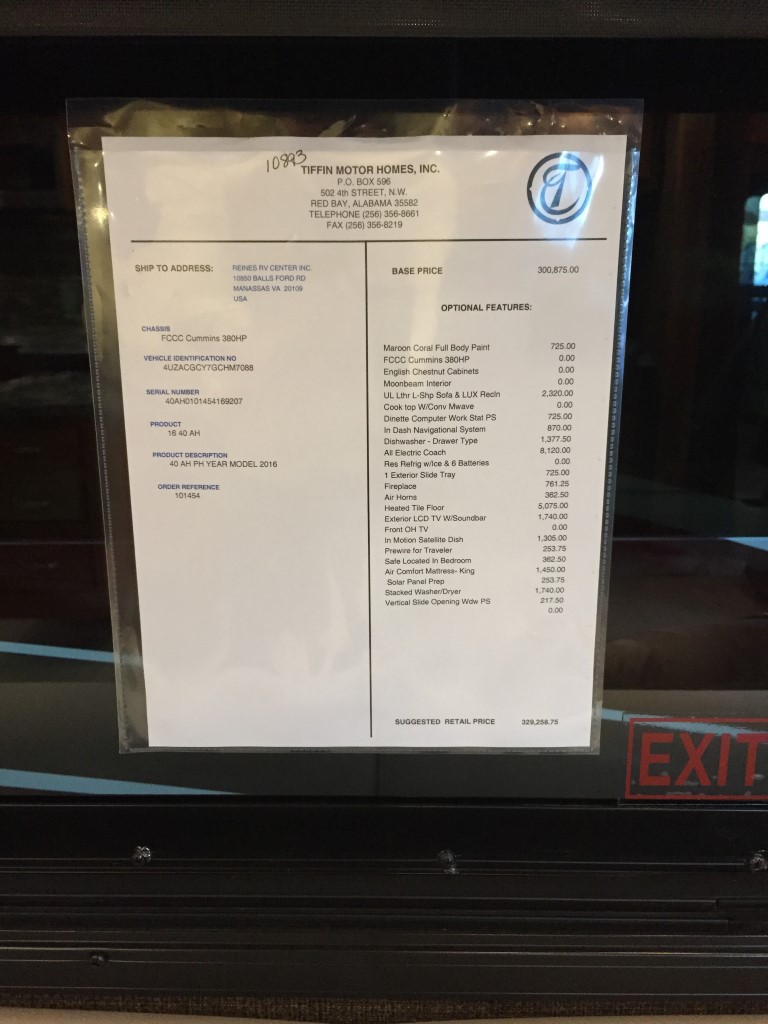 10893
TIFFIN MOTOR HOMES, INC.
P.O. BOX 596
502 4th STREET, N.W.
RED BAY, ALABAMA 35582
TELEPHONE (256) 356-8661
FAX (256) 356-8219
T
SHIP TO ADDRESS:
REINES RV CENTER INC.
10850 BALLS FORD RD
MANASSAS VA 20109
USA
CHASSIS
FCCC Cummins 380HP
VEHICLE IDENTIFICATION NO
4UZACGCY7GCHM7088
SERIAL NUMBER
40AH0101454169207
PRODUCT
16 40 AH
PRODUCT DESCRIPTION
40 AH PH YEAR MODEL 2016
ORDER REFERENCE
101454
BASE PRICE 300,875.00
OPTIONAL FEATURES:
Maroon Coral Full Body Paint 725.00
FCCC Cummins 380HP 0.00
English Chestnut Cabinets 0.00
Moonbeam Interior 0.00
UL Lthr L-Shp Sofa & LUX Recln 2,320.00
Cook top W/Conv Mwave 0.00
Dinette Computer Work Stat PS 725.00
In Dash Navigational System 870.00
Dishwasher - Drawer Type 1,377.50
All Electric Coach 8,120.00
Res Refrig w/Ice & 6 Batteries 0.00
1 Exterior Slide Tray 725.00
Fireplace 761.25
Air Horns 362.50
Heated Tile Floor 5,075.00
Exterior LCD TV W/Soundbar 1,740.00
Front OH TV 0.00
In Motion Satellite Dish 1,305.00
Prewire for Traveler 253.75
Safe Located In Bedroom 362.50
Air Comfort Mattress- King 1,450.00
Solar Panel Prep 253.75
Stacked Washer/Dryer 1,740.00
Vertical Slide Opening Wdw PS 217.50
0.00
SUGGESTED RETAIL PRICE 329,258.75
EXIT